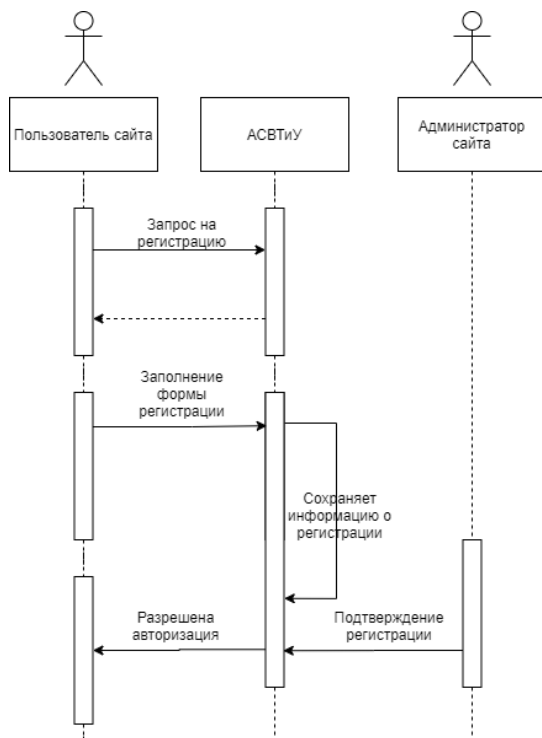 Пользователь сайта
АСВТиУ
Администратор
сайта
Запрос на
регистрацию
Заполнение
формы
регистрации
Сохраняет
информацию о
регистрации
Разрешена
авторизация
Подтверждение
регистрации